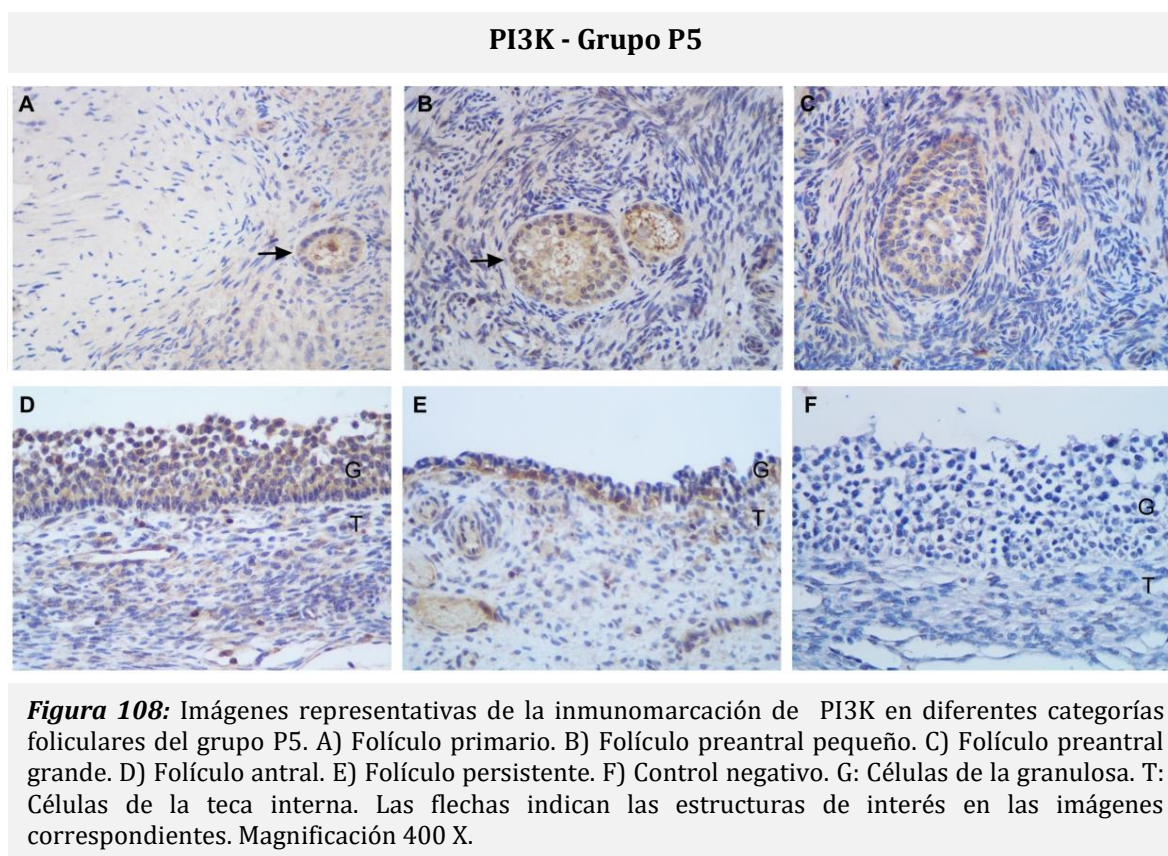 PI3K - Grupo P5
A
B
C
D
G
T
E
G
T
F
G
T
Figura 108: Imágenes representativas de la inmunomarcación de PI3K en diferentes categorías
foliculares del grupo P5. A) Folículo primario. B) Folículo preantral pequeño. C) Folículo preantral
grande. D) Folículo antral. E) Folículo persistente. F) Control negativo. G: Células de la granulosa. T:
Células de la teca interna. Las flechas indican las estructuras de interés en las imágenes
correspondientes. Magnificación 400 X.